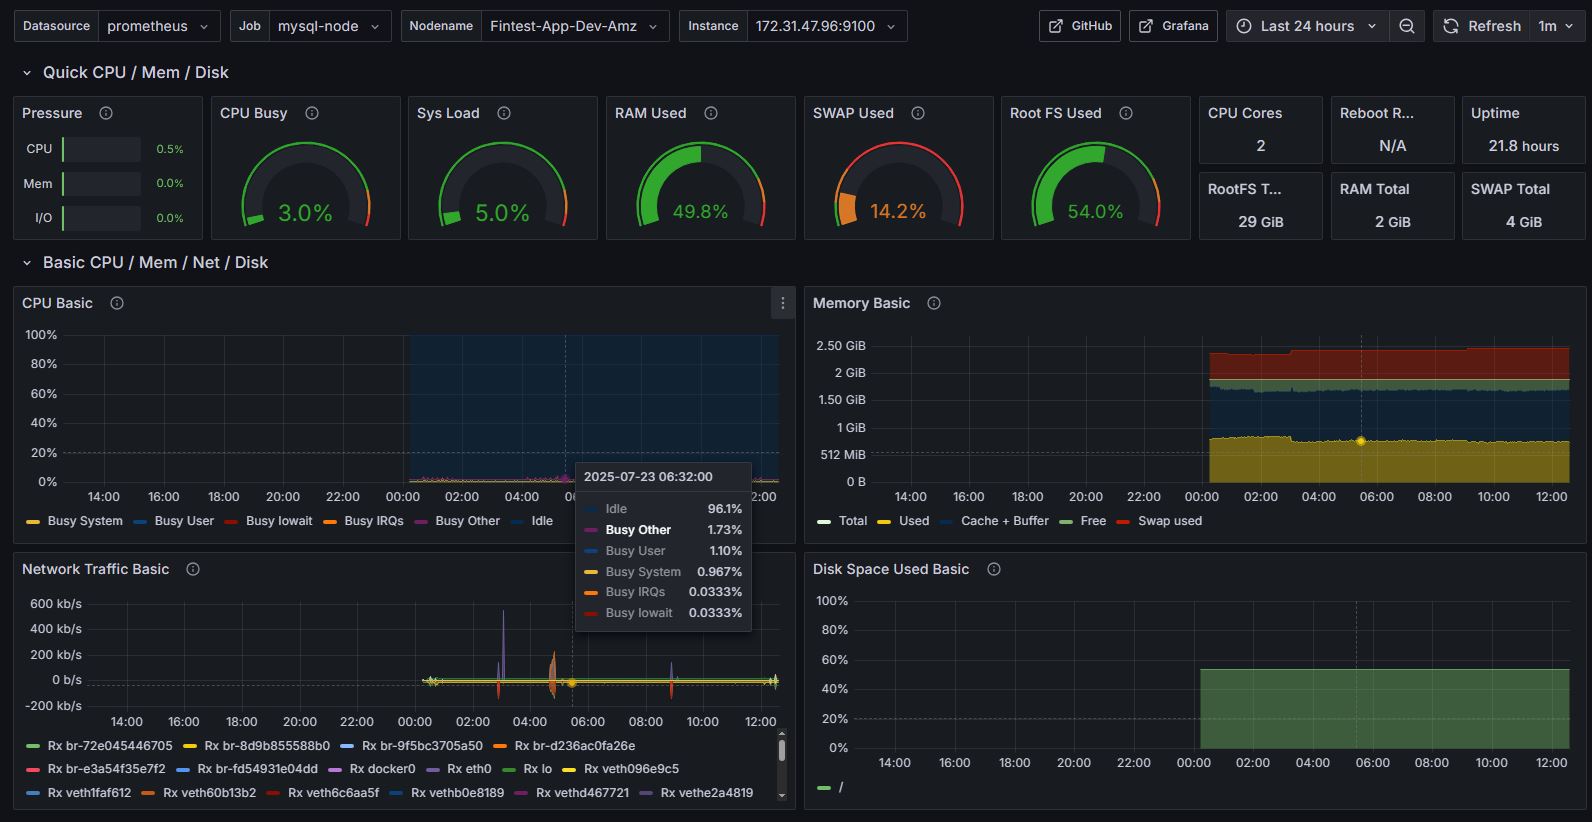 Datasource prometheus Job mysql-node Nodename Fintest-App-Dev-Amz Instance 172.31.47.96:9100 GitHub Grafana Last 24 hours Refresh 1m
Quick CPU / Mem / Disk
Pressure
CPU 0.5%
Mem 0.0%
I/O 0.0%
CPU Busy
3.0%
Sys Load
5.0%
RAM Used
49.8%
SWAP Used
14.2%
Root FS Used
54.0%
CPU Cores
2
Reboot R...
N/A
Uptime
21.8 hours
RootFS T...
29 GiB
RAM Total
2 GiB
SWAP Total
4 GiB
Basic CPU / Mem / Net / Disk
CPU Basic
100%
80%
60%
40%
20%
0%
14:00 16:00 18:00 20:00 22:00 00:00 02:00 04:00 2:00
Busy System Busy User Busy Iowait Busy IRQs Busy Other Idle
2025-07-23 06:32:00
Idle 96.1%
Busy Other 1.73%
Busy User 1.10%
Busy System 0.967%
Busy IRQs 0.0333%
Busy Iowait 0.0333%
Memory Basic
2.50 GiB
2 GiB
1.50 GiB
1 GiB
512 MiB
0 B
14:00 16:00 18:00 20:00 22:00 00:00 02:00 04:00 06:00 08:00 10:00 12:00
Total Used Cache + Buffer Free Swap used
Network Traffic Basic
600 kb/s
400 kb/s
200 kb/s
0 b/s
-200 kb/s
14:00 16:00 18:00 20:00 22:00 00:00 02:00 04:00 06:00 08:00 10:00 12:00
Rx br-72e045446705 Rx br-8d9b855588b0 Rx br-9f5bc3705a50 Rx br-d236ac0fa26e
Rx br-e3a54f35e7f2 Rx br-fd54931e04dd Rx docker0 Rx eth0 Rx lo Rx veth096e9c5
Rx veth1faf612 Rx veth60b13b2 Rx veth6c6aa5f Rx vethb0e8189 Rx vethd467721 Rx vethe2a4819
Disk Space Used Basic
100%
80%
60%
40%
20%
0%
14:00 16:00 18:00 20:00 22:00 00:00 02:00 04:00 06:00 08:00 10:00 12:00
/